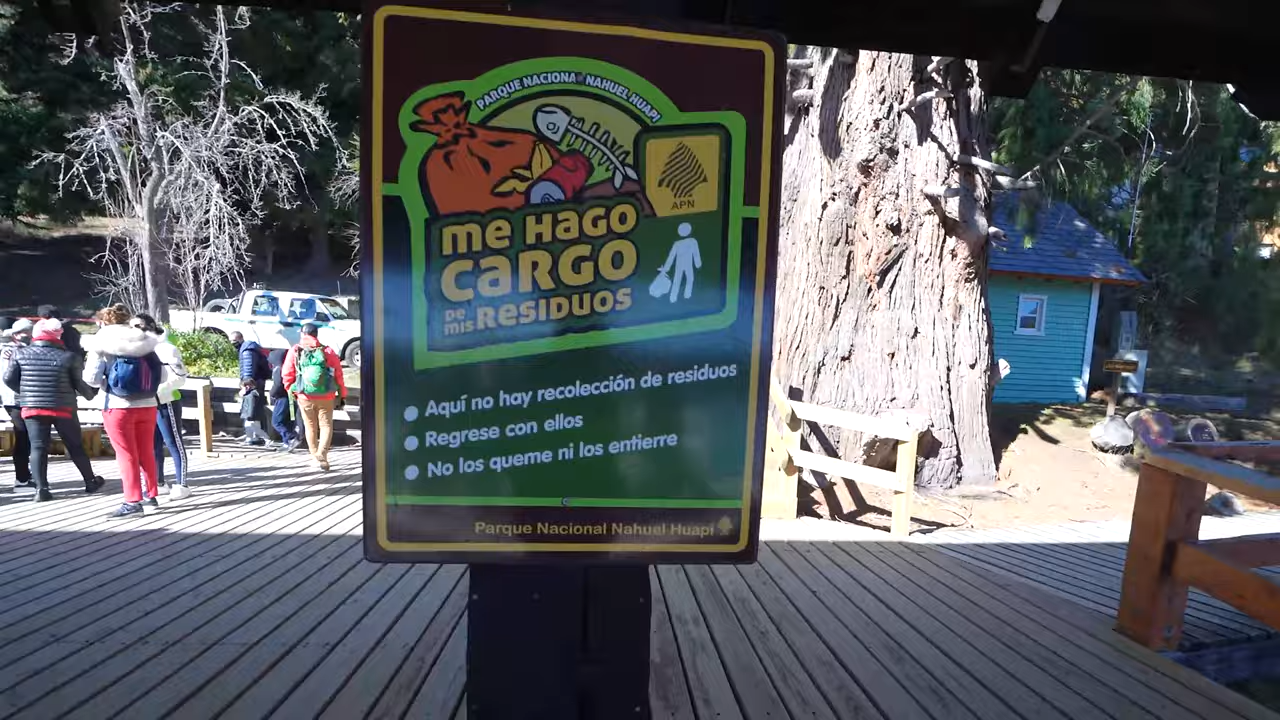 PARQUE NACIONAL NAHUEL HUAPI
APN
me HaGO
CaRGO
DE mis ResiDUOS
Aquí no hay recolección de residuos
Regrese con ellos
No los queme ni los entierre
Parque Nacional Nahuel Huapi